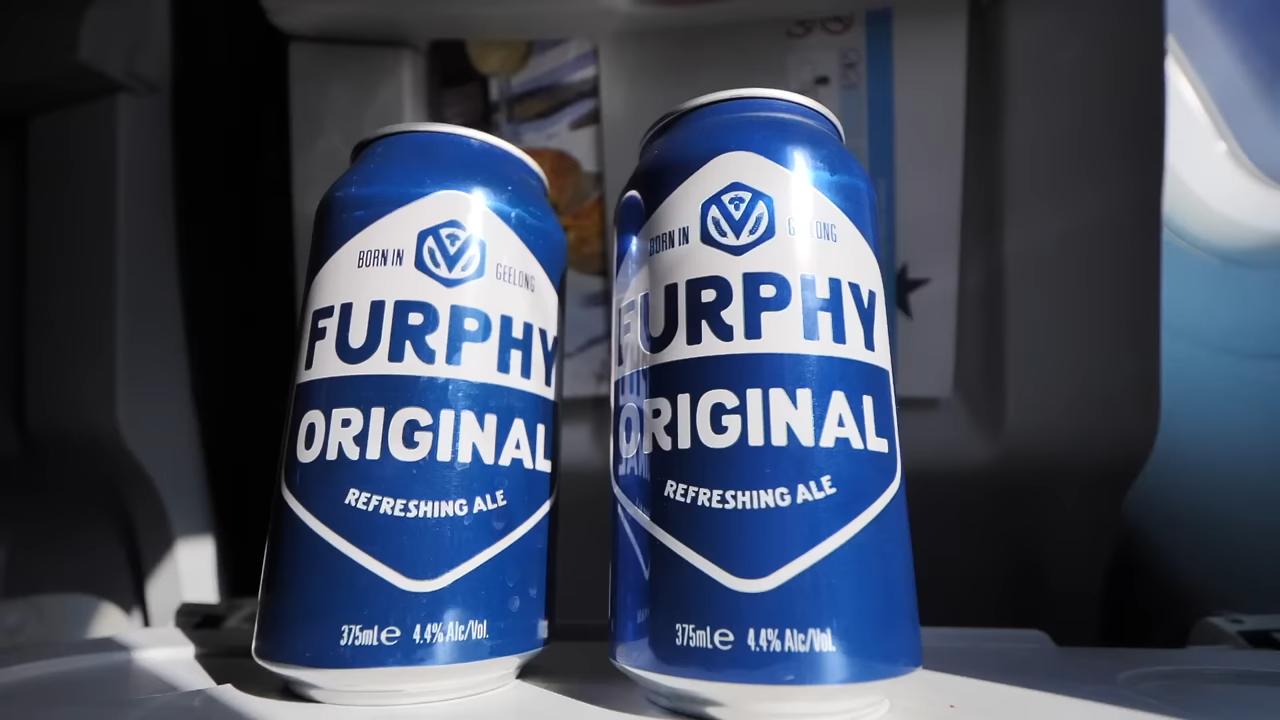 BORN IN GEELONG
FURPHY
ORIGINAL
REFRESHING ALE
375mL e 4.4% Alc/Vol.
BORN IN GEELONG
FURPHY
ORIGINAL
REFRESHING ALE
375mL e 4.4% Alc/Vol.